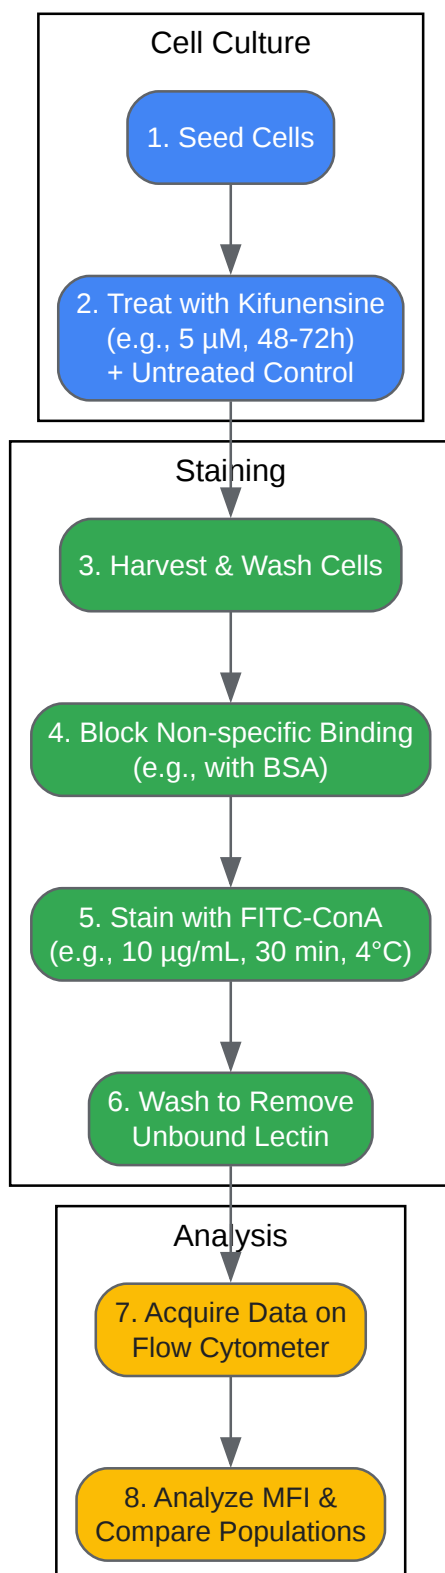 Cell Culture
1. Seed Cells
2. Treat with Kifunensine
(e.g., 5 µM, 48-72h)
+ Untreated Control
Staining
3. Harvest & Wash Cells
4. Block Non-specific Binding
(e.g., with BSA)
5. Stain with FITC-ConA
(e.g., 10 µg/mL, 30 min, 4°C)
6. Wash to Remove
Unbound Lectin
Analysis
7. Acquire Data on
Flow Cytometer
8. Analyze MFI &
Compare Populations